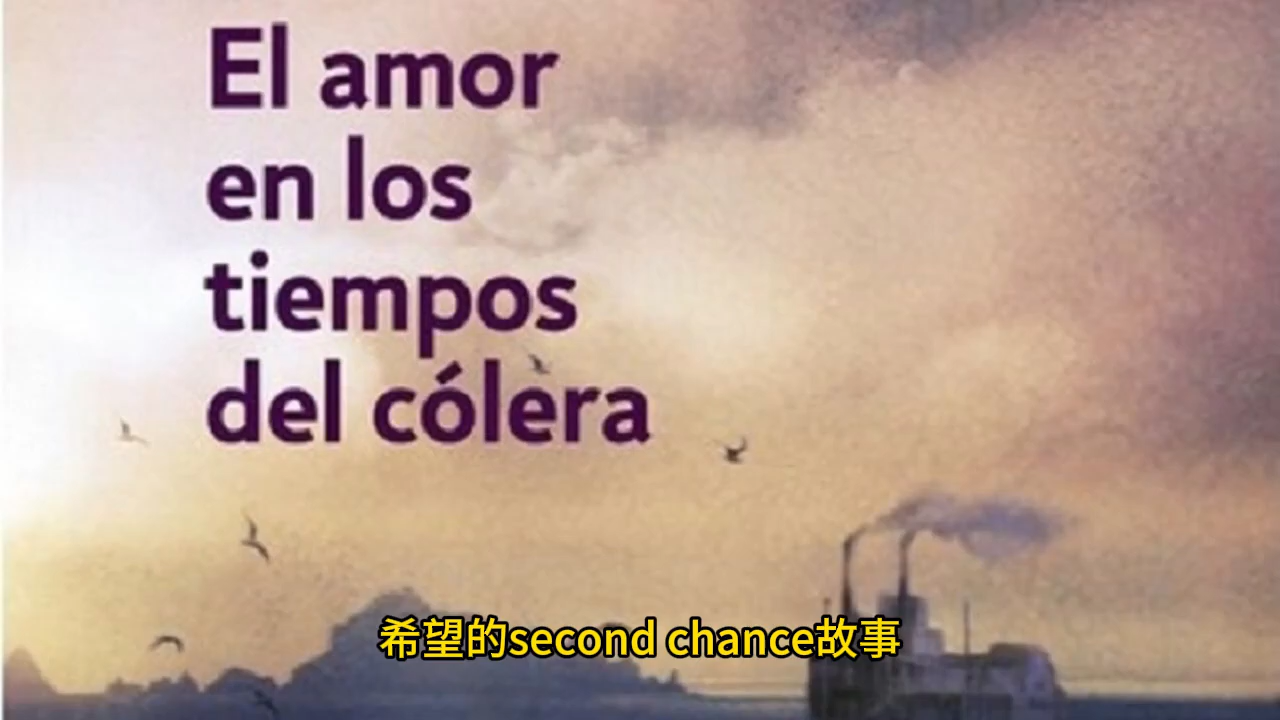 El amor
en los
tiempos
del cólera
希望的second chance故事